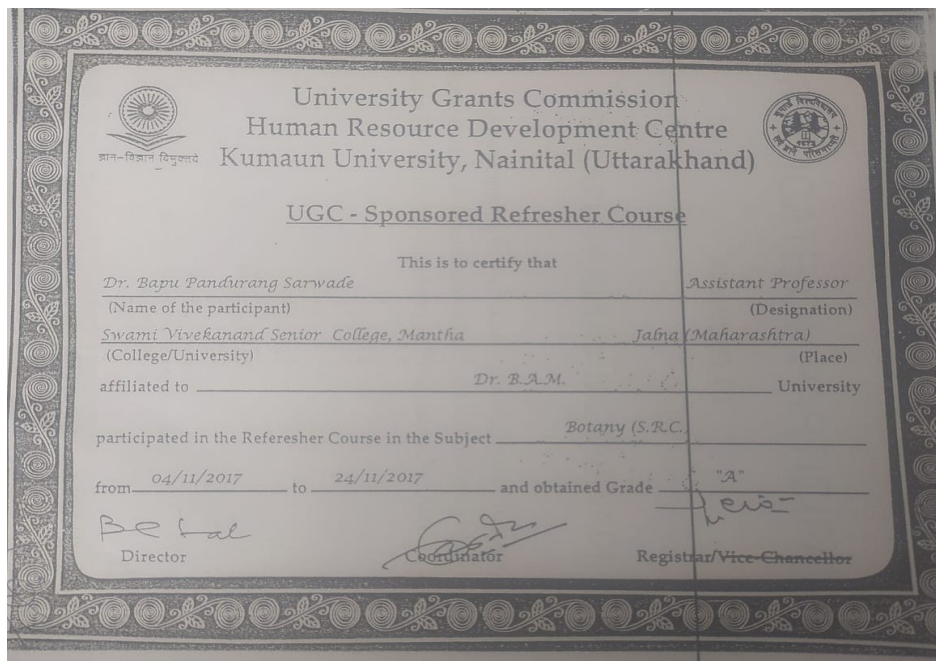 University Grants Commission
Human Resource Development Centre
ज्ञान-विज्ञान विमुक्तये
Kumaun University, Nainital (Uttarakhand)
UGC - Sponsored Refresher Course
This is to certify that
Dr. Bapu Pandurang Sarwade Assistant Professor
(Name of the participant) (Designation)
Swami Vivekanand Senior College, Mantha Jalna (Maharashtra)
(College/University) (Place)
affiliated to Dr. B.A.M. University
participated in the Referesher Course in the Subject Botany (S.R.C.)
from 04/11/2017 to 24/11/2017 and obtained Grade "A"
Director Coordinator Registrar/Vice-Chancellor